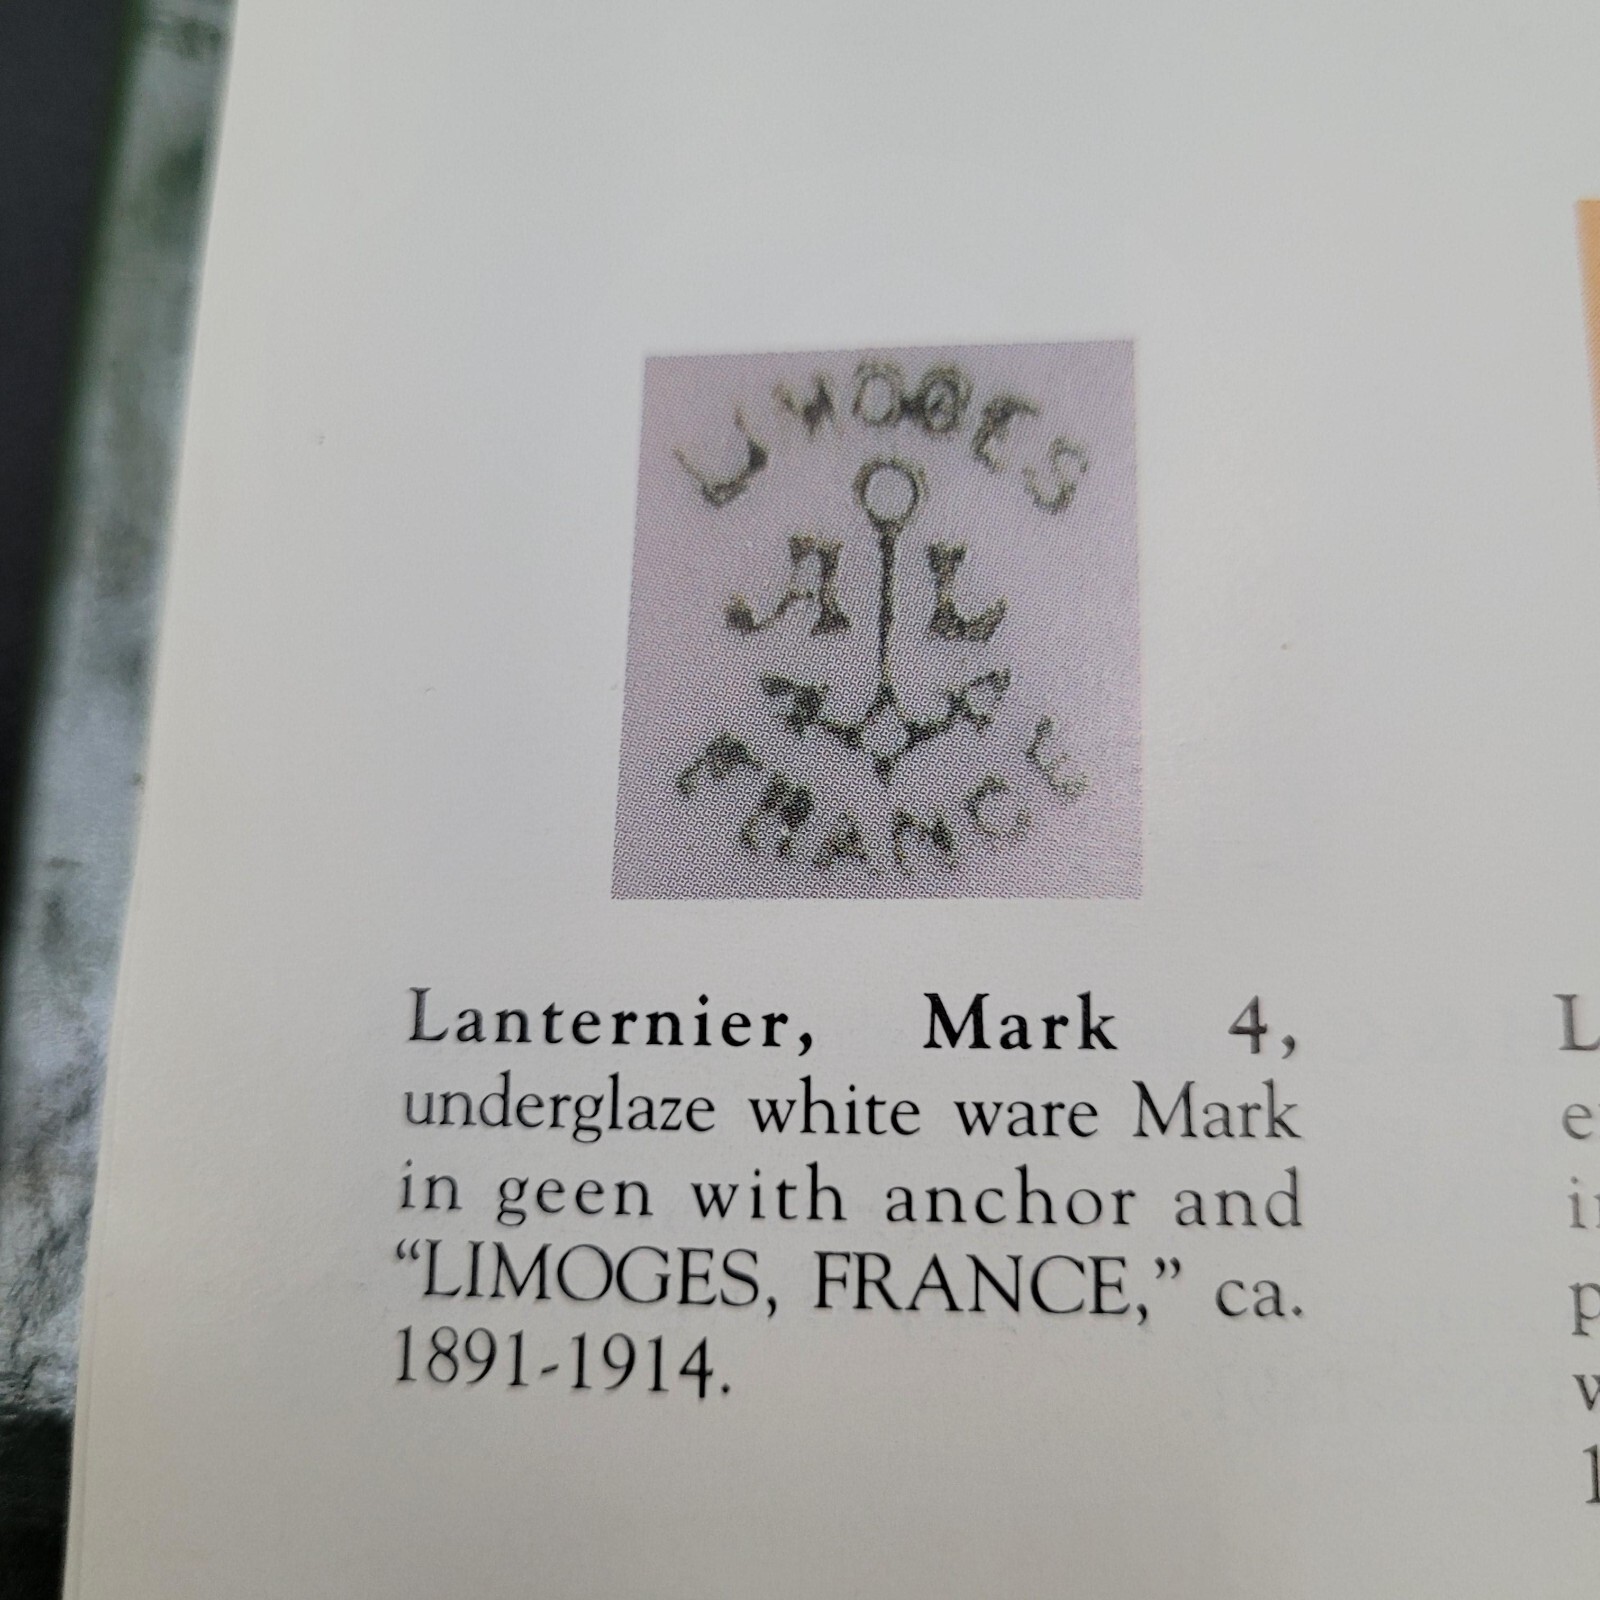 LIMOGES
A L
FRANCE
Lanternier, Mark 4,
underglaze white ware Mark
in geen with anchor and
“LIMOGES, FRANCE,” ca.
1891-1914.